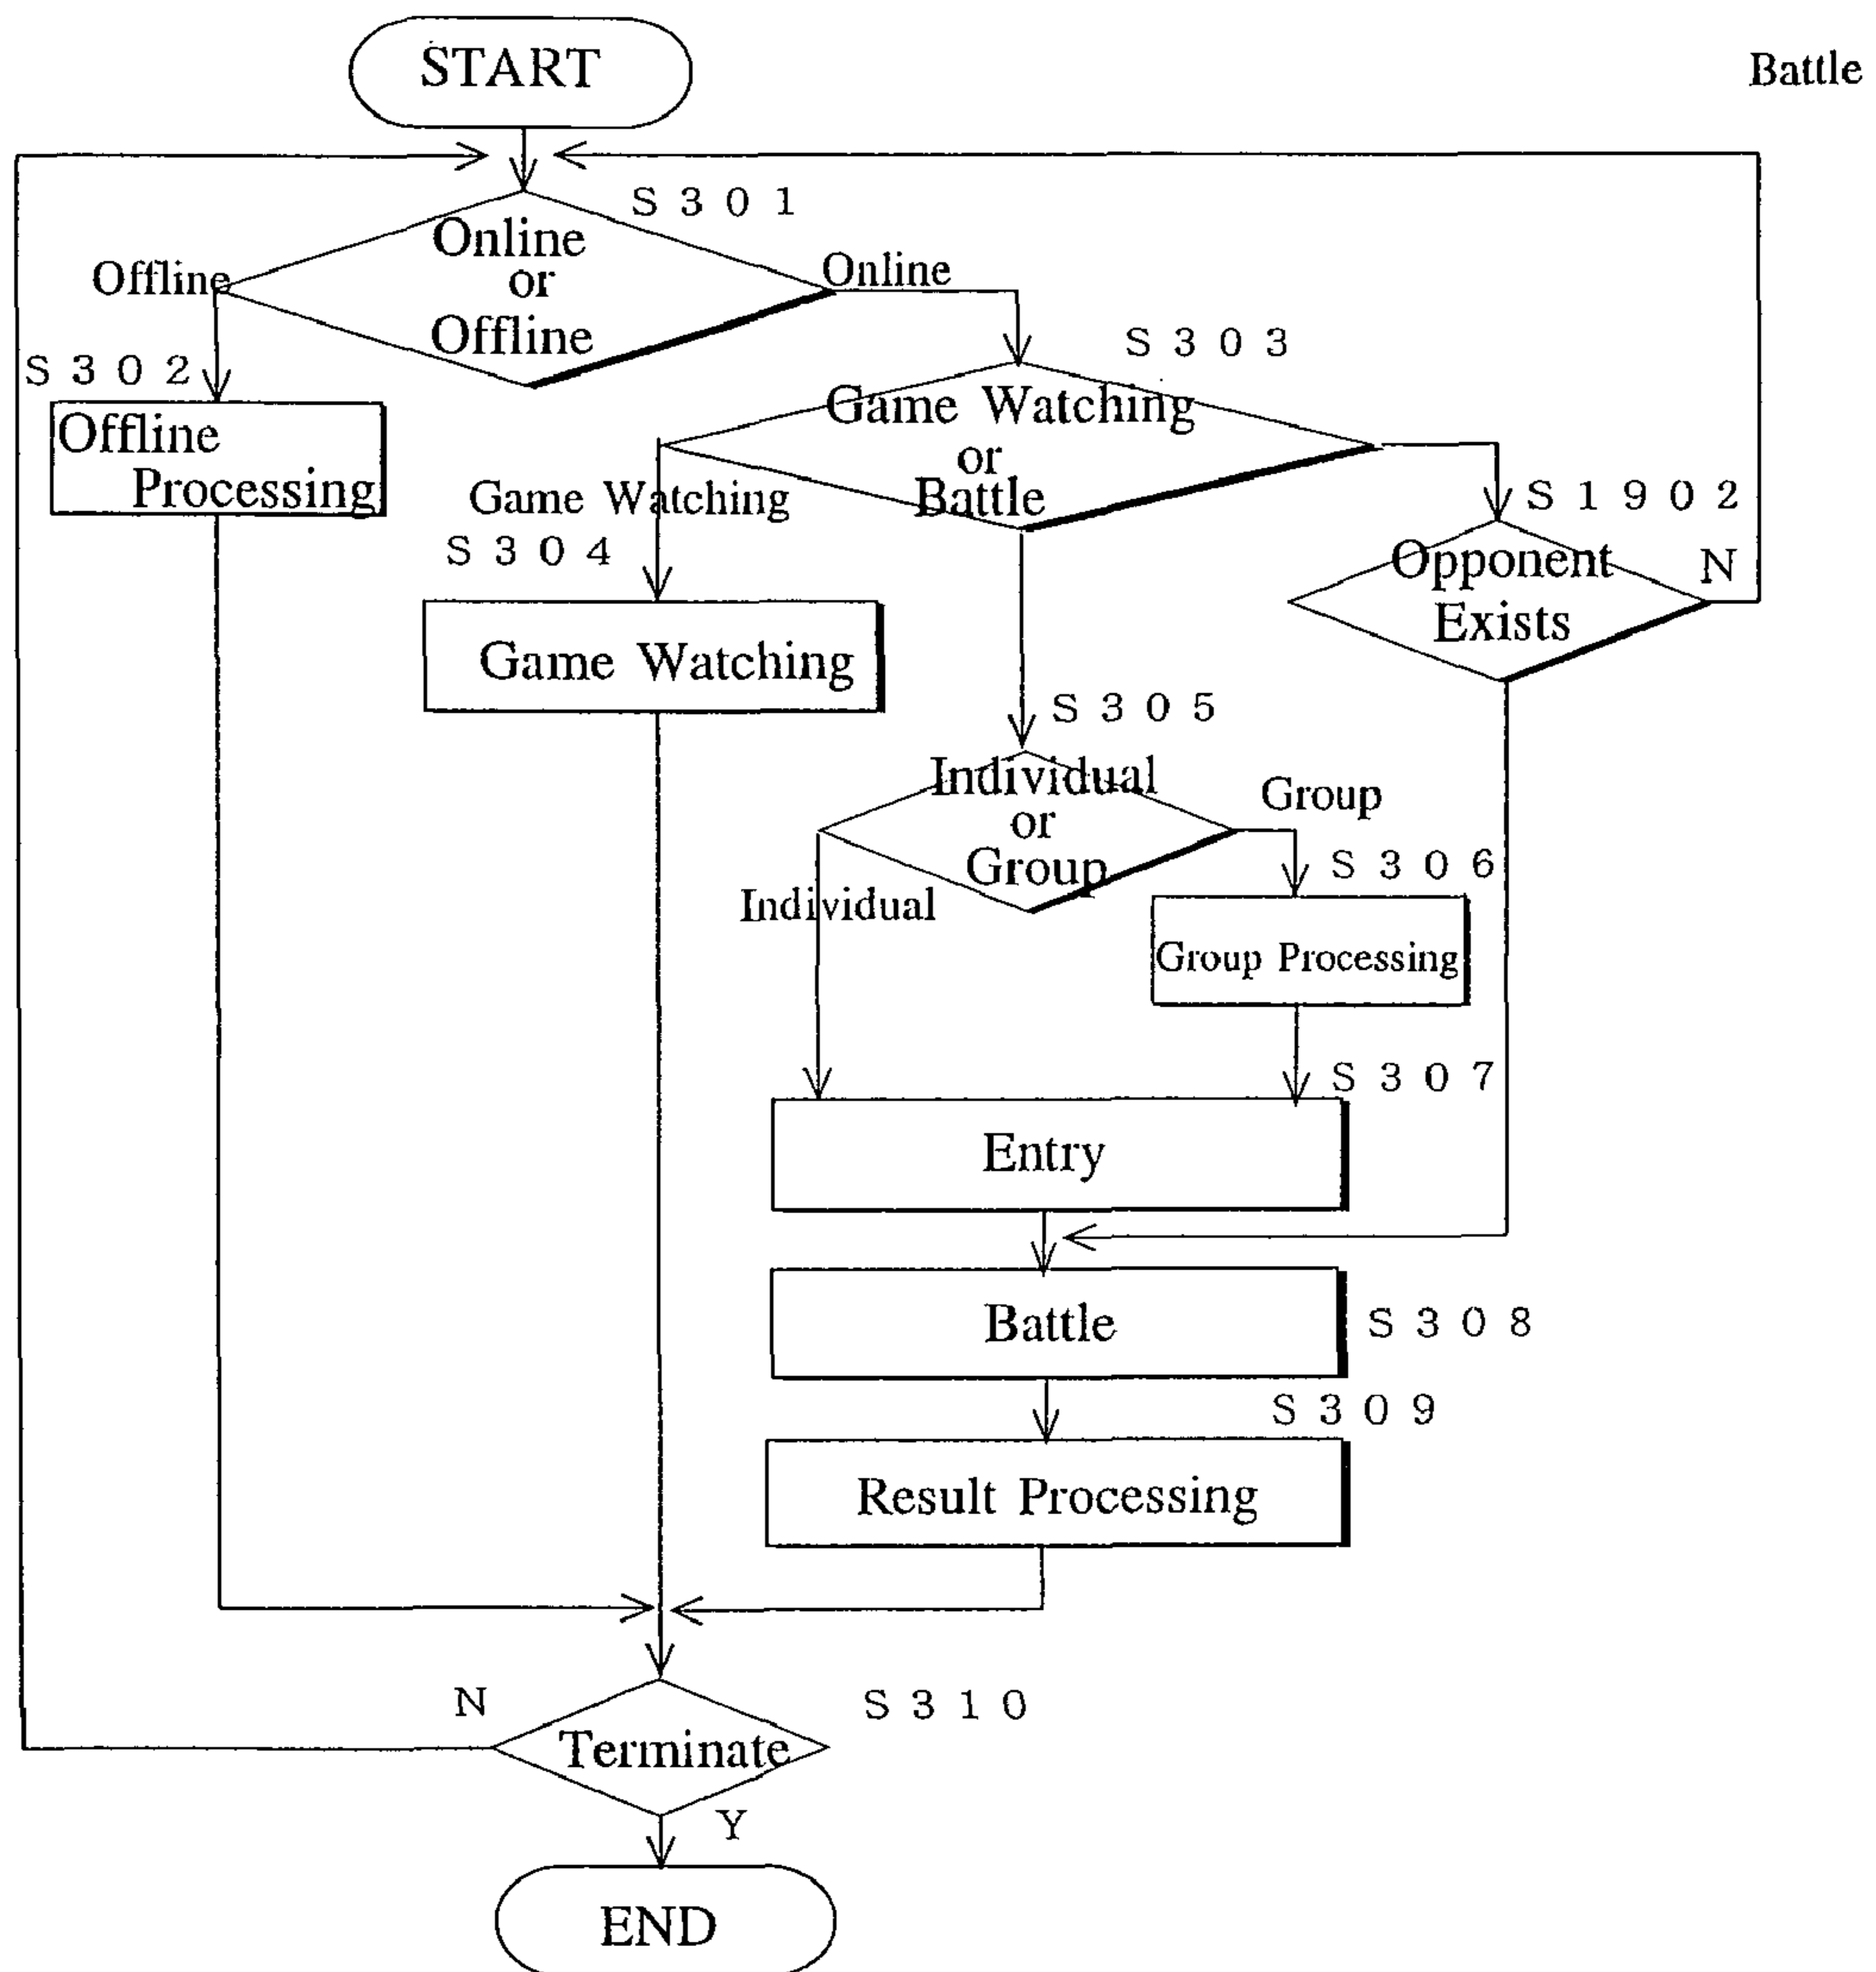 START
Battle
S301
Online
or
Offline
Offline
Online
S302
Offline
Processing
S303
Game Watching
or
Battle
Game Watching
S304
Game Watching
S1902
Opponent
Exists
N
S305
Individual
or
Group
Group
Individual
S306
Group Processing
S307
Entry
Battle
S308
S309
Result Processing
N
S310
Terminate
Y
END